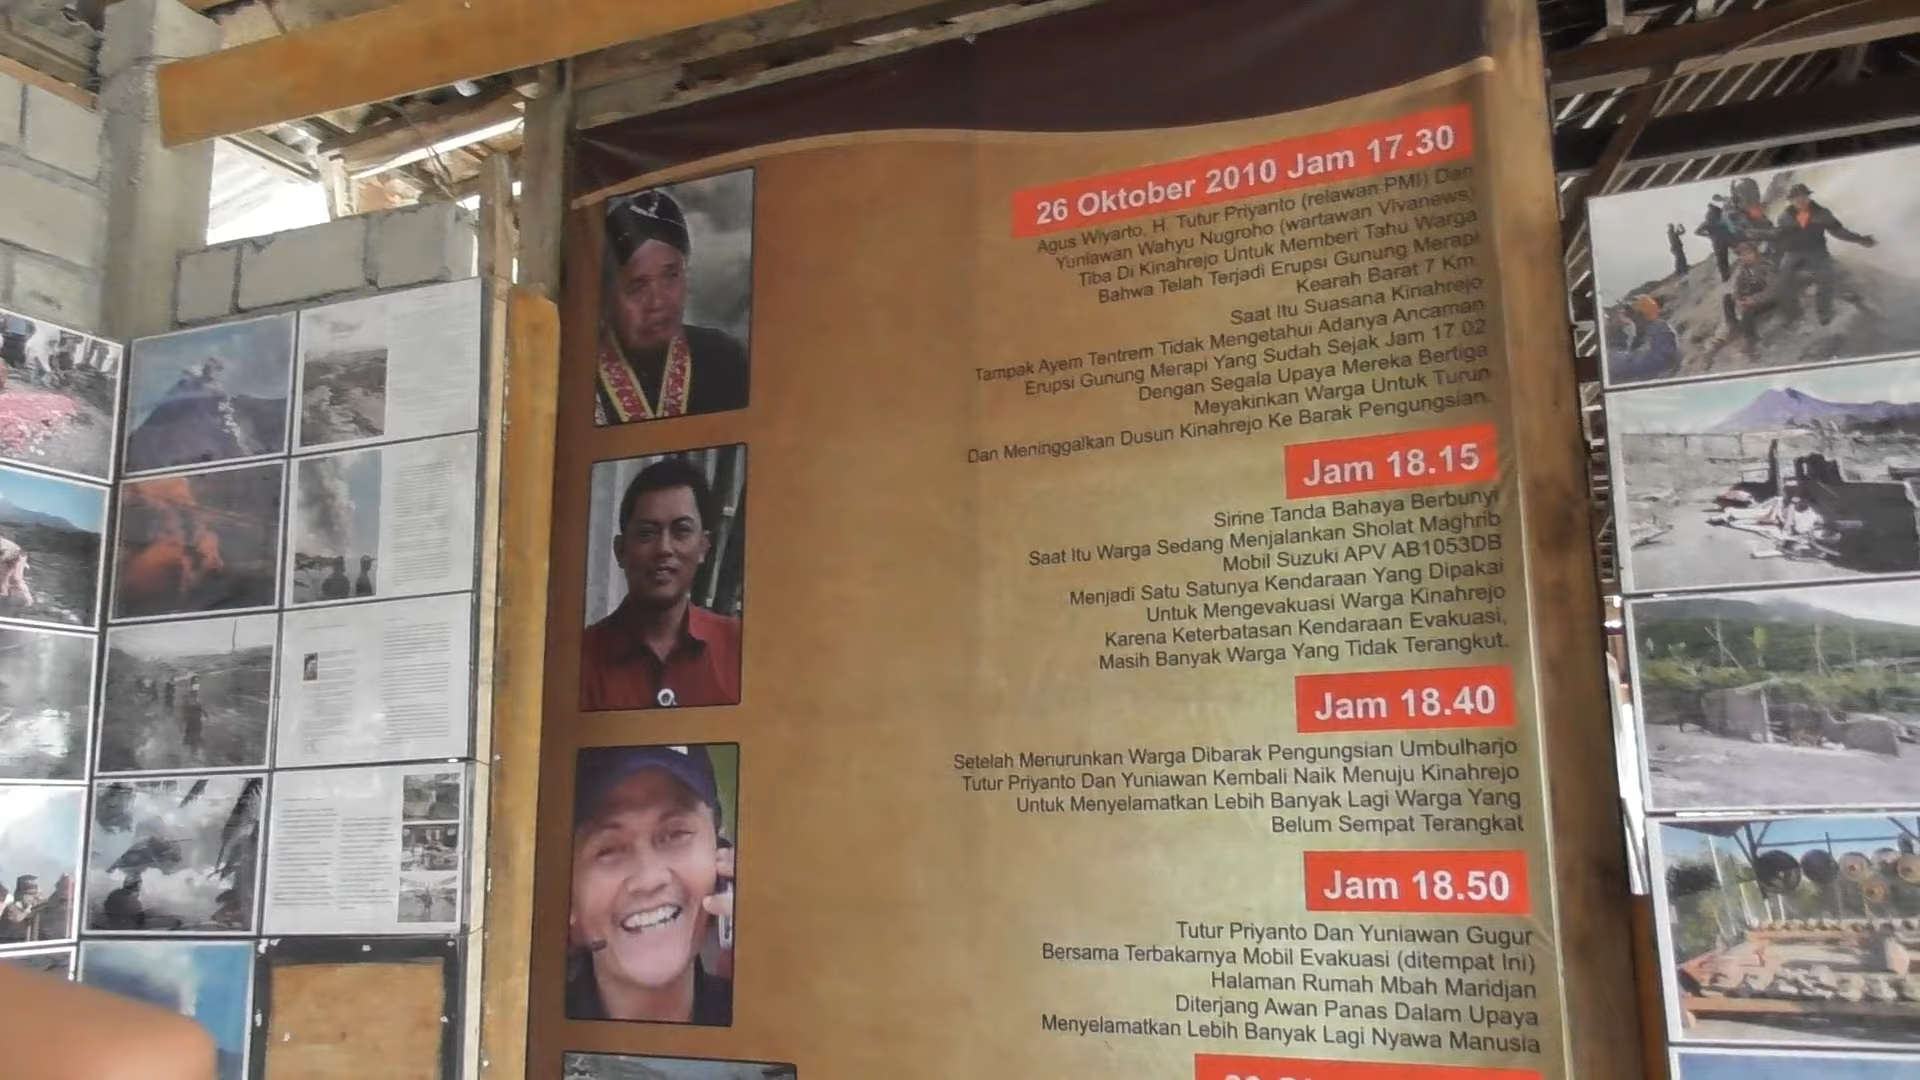 26 Oktober 2010 Jam 17.30
Agus Wiyarto, H. Tutur Priyanto (relawan PMI) Dan
Yuniawan Wahyu Nugroho (wartawan Vivanews)
Tiba Di Kinahrejo Untuk Memberi Tahu Warga
Bahwa Telah Terjadi Erupsi Gunung Merapi
Kearah Barat 7 Km.
Saat Itu Suasana Kinahrejo
Tampak Ayem Tentrem Tidak Mengetahui Adanya Ancaman
Erupsi Gunung Merapi Yang Sudah Sejak Jam 17.02
Dengan Segala Upaya Mereka Bertiga
Meyakinkan Warga Untuk Turun
Dan Meninggalkan Dusun Kinahrejo Ke Barak Pengungsian.
Jam 18.15
Sirine Tanda Bahaya Berbunyi
Saat Itu Warga Sedang Menjalankan Sholat Maghrib
Mobil Suzuki APV AB1053DB
Menjadi Satu Satunya Kendaraan Yang Dipakai
Untuk Mengevakuasi Warga Kinahrejo
Karena Keterbatasan Kendaraan Evakuasi,
Masih Banyak Warga Yang Tidak Terangkut.
Jam 18.40
Setelah Menurunkan Warga Dibarak Pengungsian Umbulharjo
Tutur Priyanto Dan Yuniawan Kembali Naik Menuju Kinahrejo
Untuk Menyelamatkan Lebih Banyak Lagi Warga Yang
Belum Sempat Terangkat
Jam 18.50
Tutur Priyanto Dan Yuniawan Gugur
Bersama Terbakarnya Mobil Evakuasi (ditempat Ini)
Halaman Rumah Mbah Maridjan
Diterjang Awan Panas Dalam Upaya
Menyelamatkan Lebih Banyak Lagi Nyawa Manusia